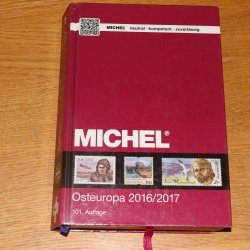 MICHEL neutral · kompetent · zuverlässig
MICHEL®
Osteuropa 2016/2017
101. Auflage